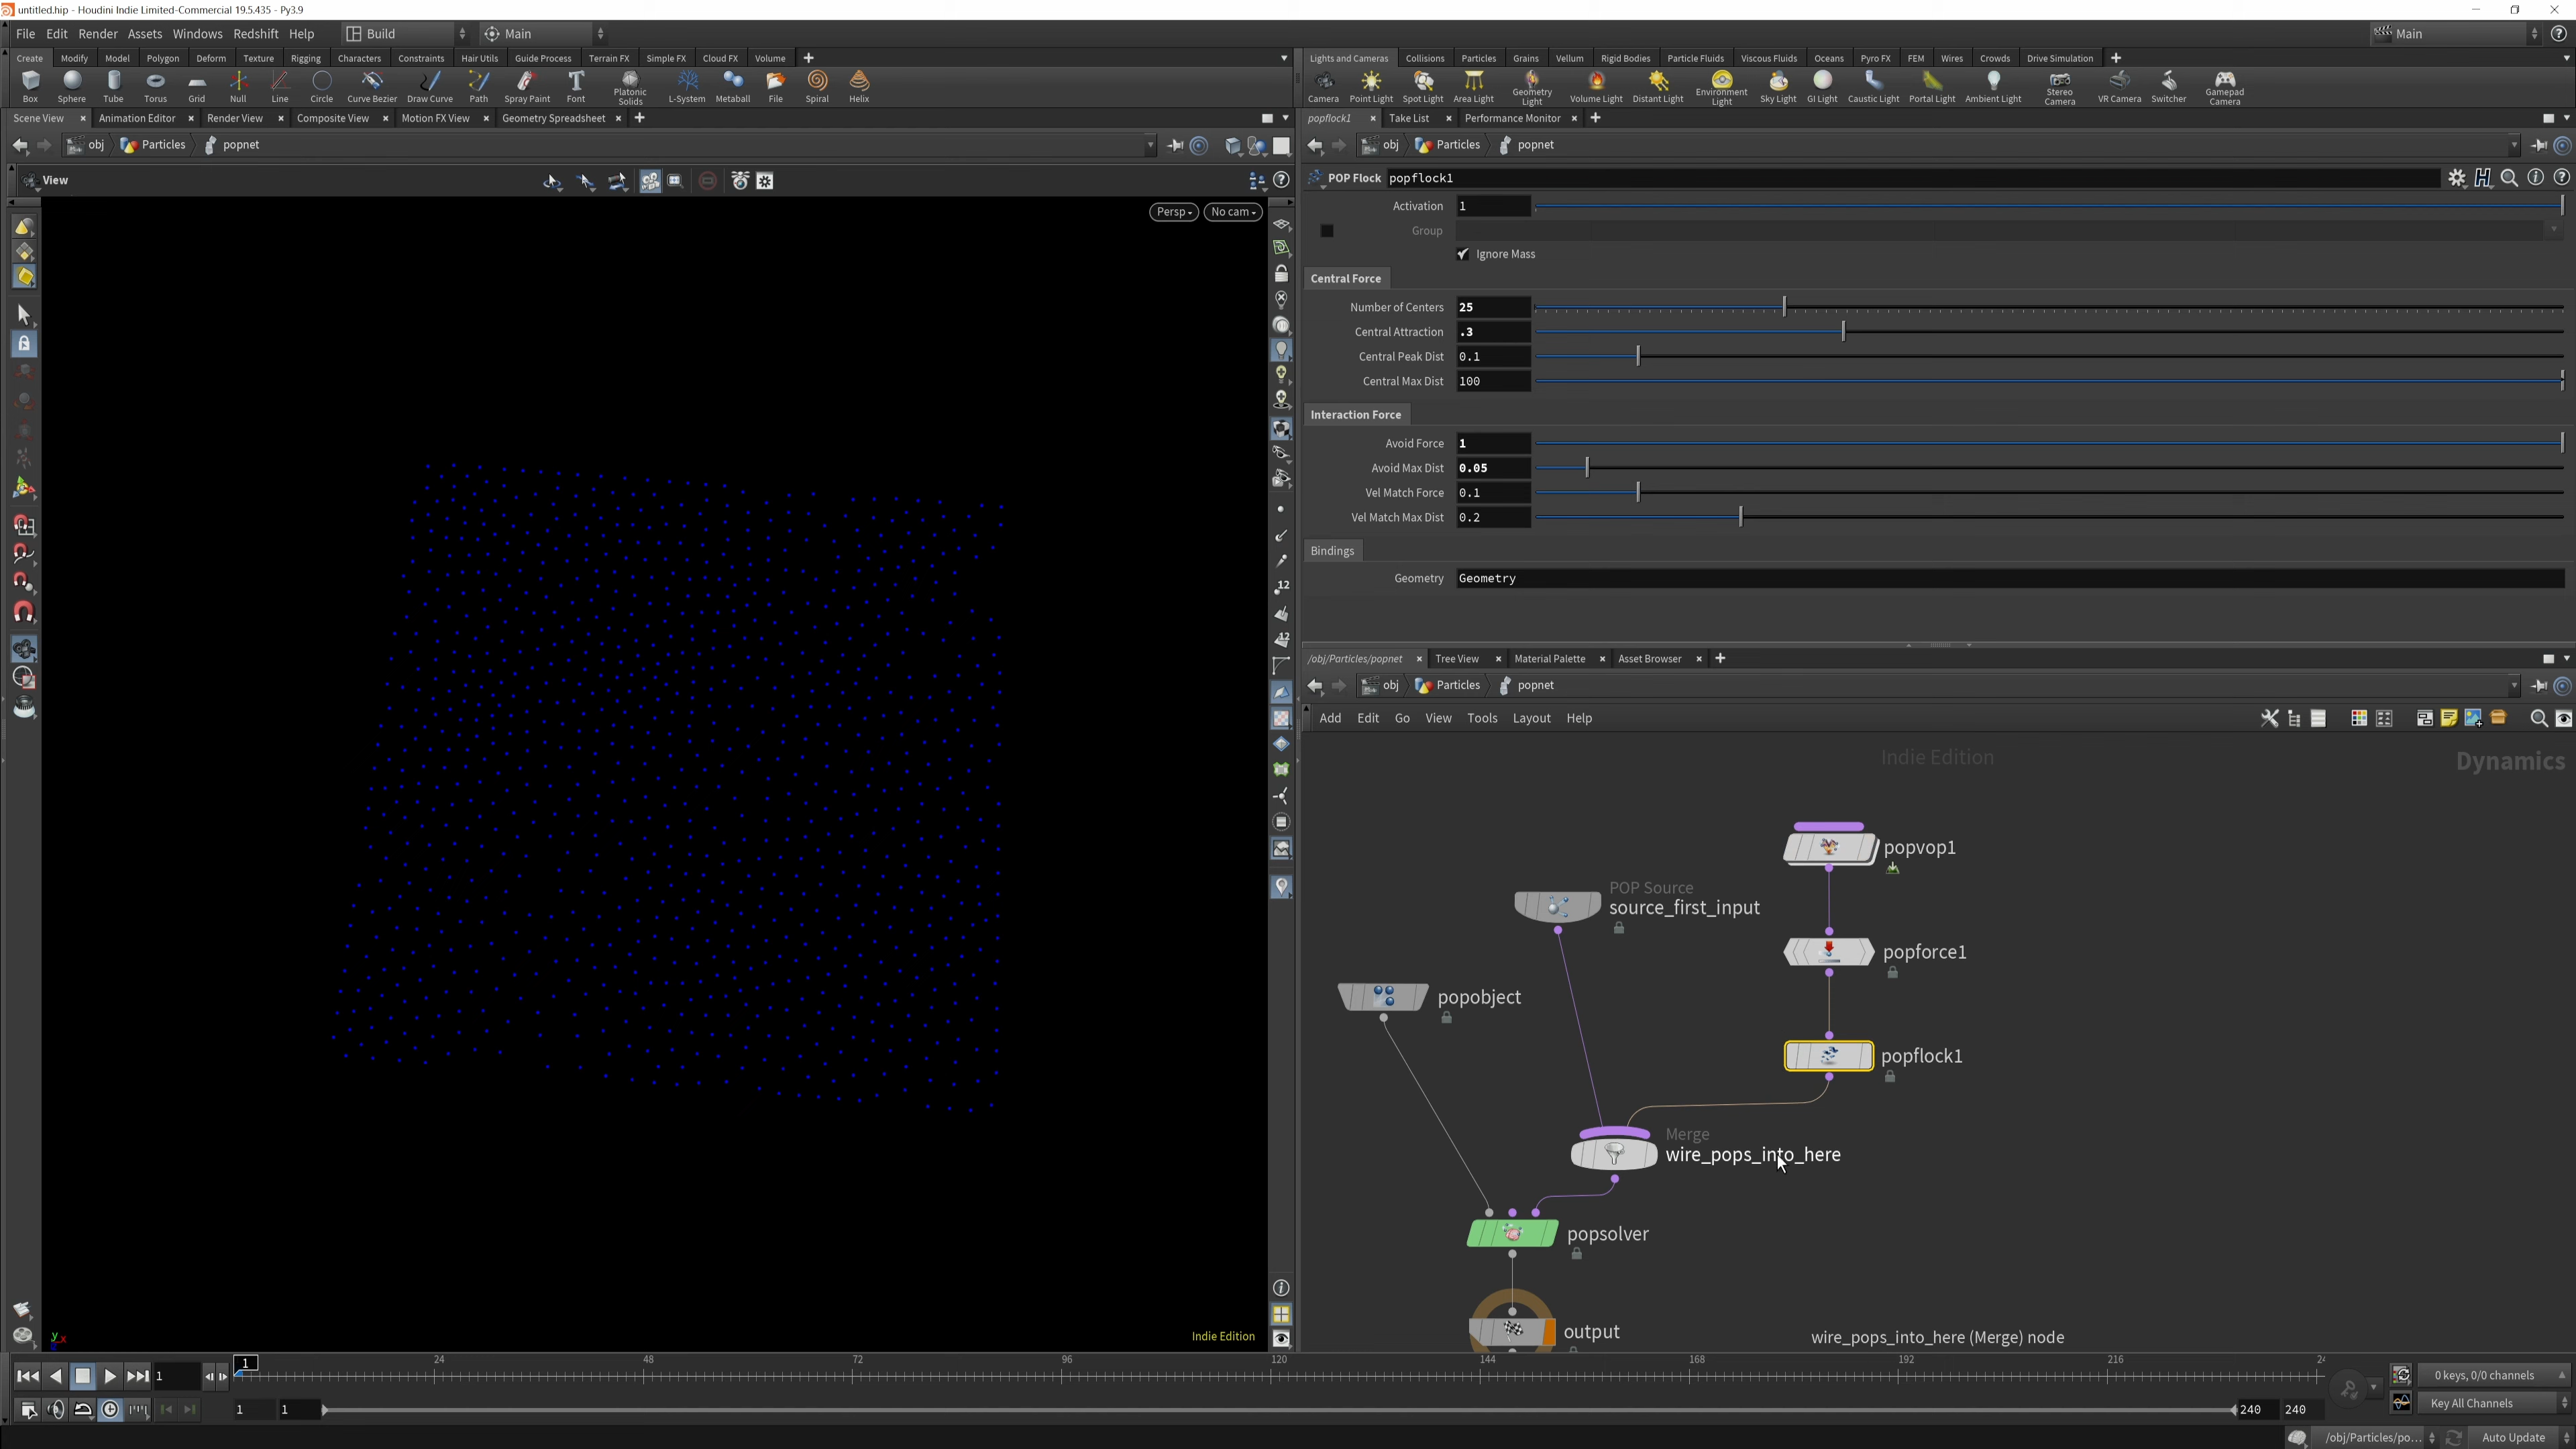 untitled.hip - Houdini Indie Limited-Commercial 19.5.435 - Py3.9
File Edit Render Assets Windows Redshift Help Build Main Main
Create Modify Model Polygon Deform Texture Rigging Characters Constraints Hair Utils Guide Process Terrain FX Simple FX Cloud FX Volume
Box Sphere Tube Torus Grid Null Line Circle Curve Bezier Draw Curve Path Spray Paint Font Platonic Solids L-System Metaball File Spiral Helix
Lights and Cameras Collisions Particles Grains Vellum Rigid Bodies Particle Fluids Viscous Fluids Oceans Pyro FX FEM Wires Crowds Drive Simulation
Camera Point Light Spot Light Area Light Geometry Light Volume Light Distant Light Environment Light Sky Light GI Light Caustic Light Portal Light Ambient Light Stereo Camera VR Camera Switcher Gamepad Camera
Scene View Animation Editor Render View Composite View Motion FX View Geometry Spreadsheet
obj Particles popnet
View
Persp No cam
12
12
y x
Indie Edition
popflock1 Take List Performance Monitor
obj Particles popnet
POP Flock popflock1
Activation 1
Group
Ignore Mass
Central Force
Number of Centers 25
Central Attraction .3
Central Peak Dist 0.1
Central Max Dist 100
Interaction Force
Avoid Force 1
Avoid Max Dist 0.05
Vel Match Force 0.1
Vel Match Max Dist 0.2
Bindings
Geometry Geometry
/obj/Particles/popnet Tree View Material Palette Asset Browser
obj Particles popnet
Add Edit Go View Tools Layout Help
Indie Edition
Dynamics
popvop1
POP Source
source_first_input
popforce1
popobject
popflock1
Merge
wire_pops_into_here
popsolver
output
wire_pops_into_here (Merge) node
1 1 24 48 72 96 120 144 168 192 216 24
0 keys, 0/0 channels
1 1 240 240
Key All Channels
/obj/Particles/po... Auto Update